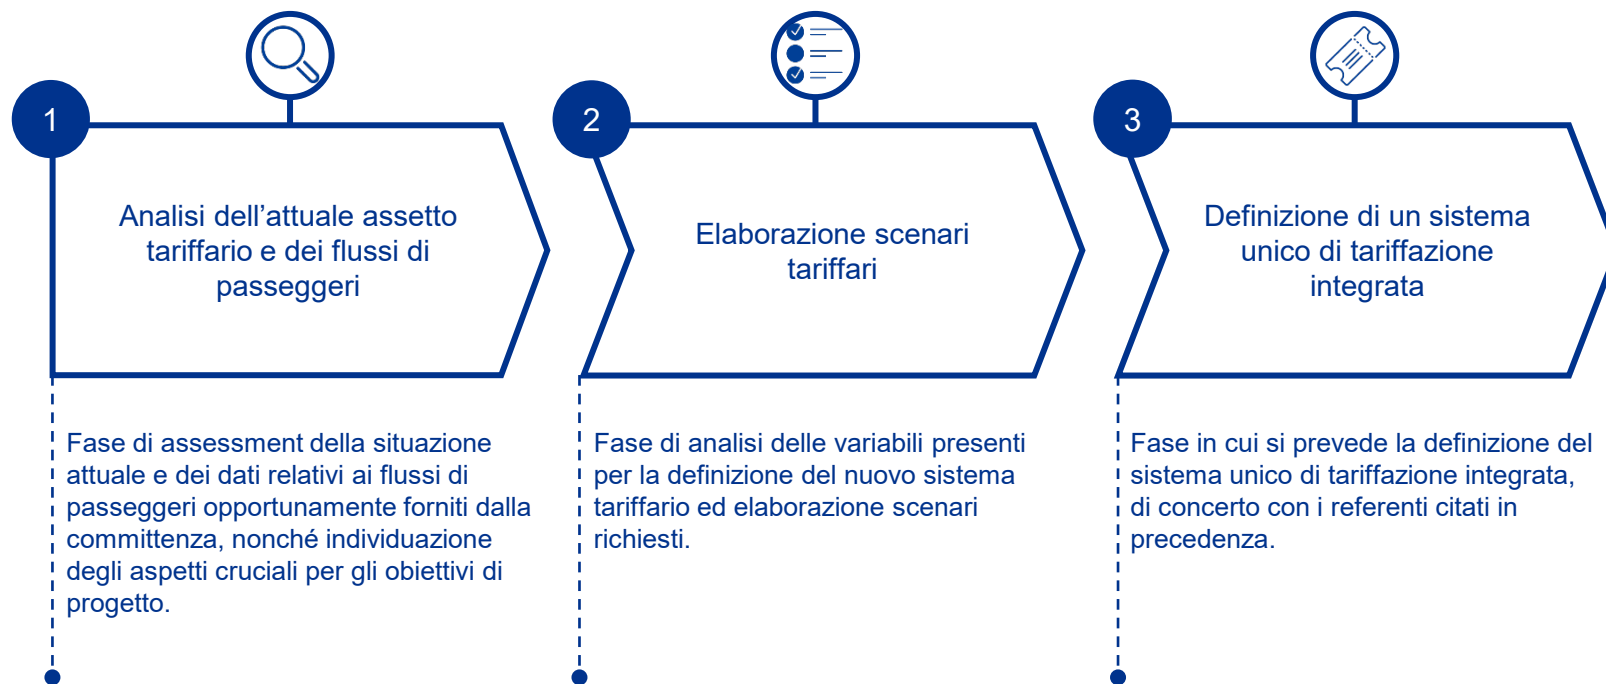 1
Analisi dell’attuale assetto
tariffario e dei flussi di
passeggeri
Fase di assessment della situazione
attuale e dei dati relativi ai flussi di
passeggeri opportunamente forniti dalla
committenza, nonché individuazione
degli aspetti cruciali per gli obiettivi di
progetto.
2
Elaborazione scenari
tariffari
Fase di analisi delle variabili presenti
per la definizione del nuovo sistema
tariffario ed elaborazione scenari
richiesti.
3
Definizione di un sistema
unico di tariffazione
integrata
Fase in cui si prevede la definizione del
sistema unico di tariffazione integrata,
di concerto con i referenti citati in
precedenza.